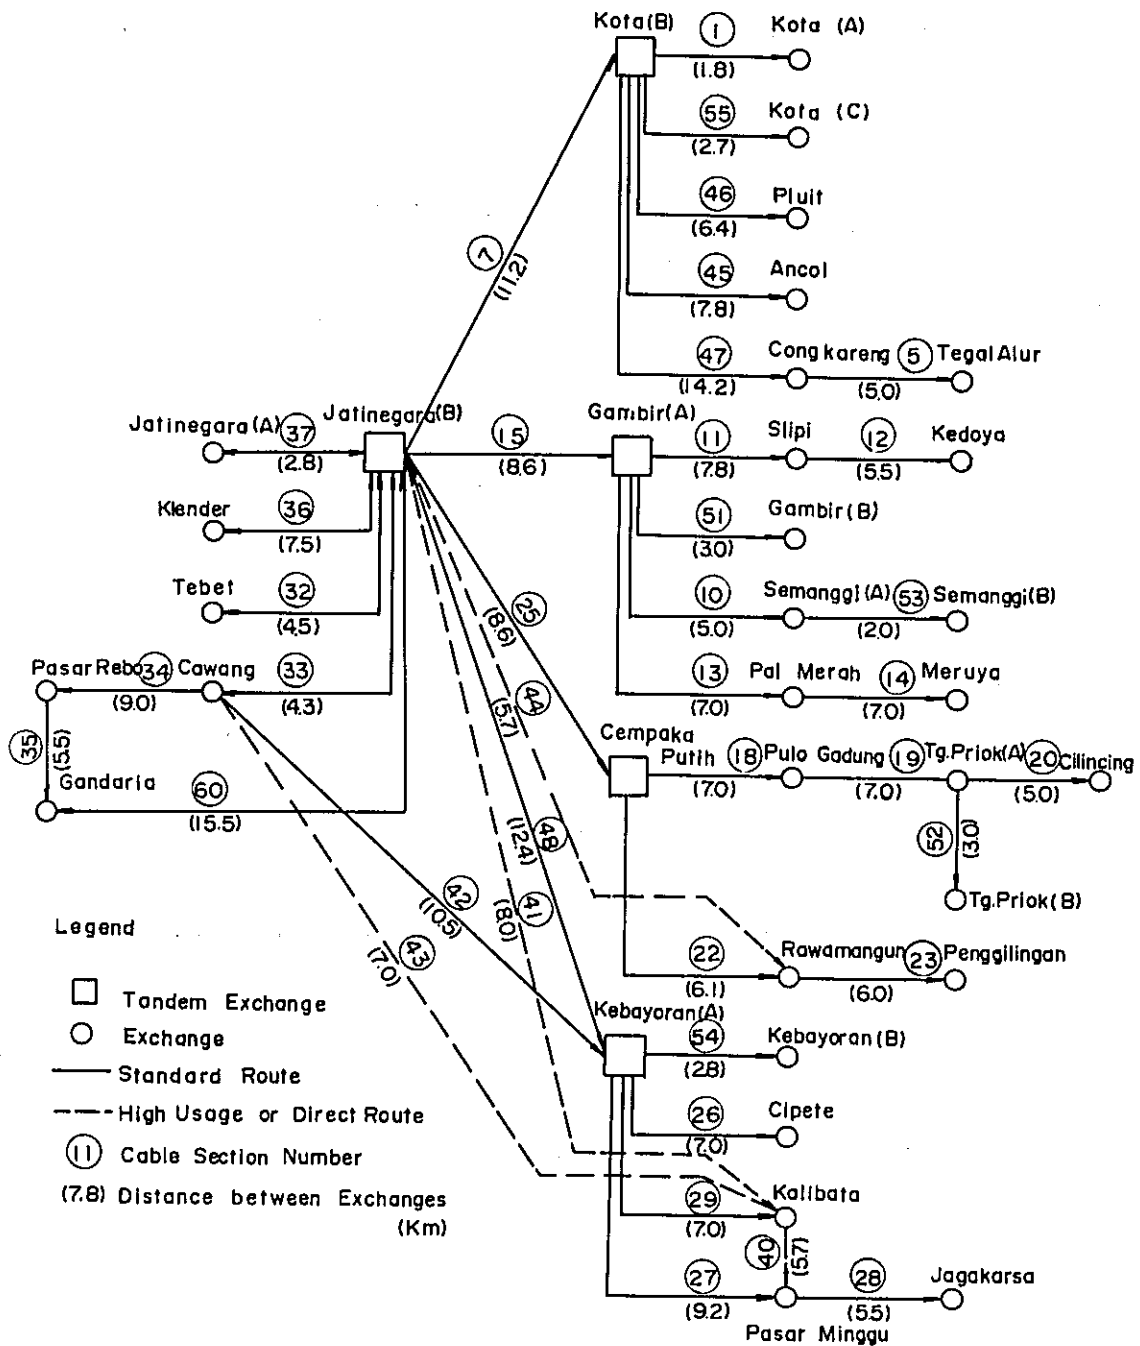 Kota(B)
1
Kota (A)
(1.8)
55
Kota (C)
(2.7)
46
Pluit
(6.4)
45
Ancol
(7.8)
47
Congkareng
5
Tegal Alur
(14.2)
(5.0)
7
(11.2)
Jatinegara(A)
37
(2.8)
Jatinegara(B)
15
(8.6)
Gambir(A)
11
Slipi
12
Kedoya
(7.8)
(5.5)
Klender
36
(7.5)
51
Gambir(B)
(3.0)
Tebet
32
(4.5)
10
Semanggi(A)
53
Semanggi(B)
(5.0)
(2.0)
Pasar Rebo
34
Cawang
33
(9.0)
(4.3)
13
Pal Merah
14
Meruya
(7.0)
(7.0)
35
(5.5)
Gandaria
60
(15.5)
25
(8.6)
44
(5.7)
48
(12.4)
41
(8.0)
42
(10.5)
43
(7.0)
Cempaka
Putih
18
Pulo Gadung
19
Tg.Priok(A)
20
Cilincing
(7.0)
(7.0)
(5.0)
52
(3.0)
Tg.Priok(B)
22
Rawamangun
23
Penggilingan
(6.1)
(6.0)
Kebayoran(A)
54
Kebayoran(B)
(2.8)
26
Cipete
(7.0)
29
Kalibata
(7.0)
40
(5.7)
27
28
Jagakarsa
(9.2)
(5.5)
Pasar Minggu
Legend
Tandem Exchange
Exchange
Standard Route
High Usage or Direct Route
11
Cable Section Number
(7.8) Distance between Exchanges
(Km)